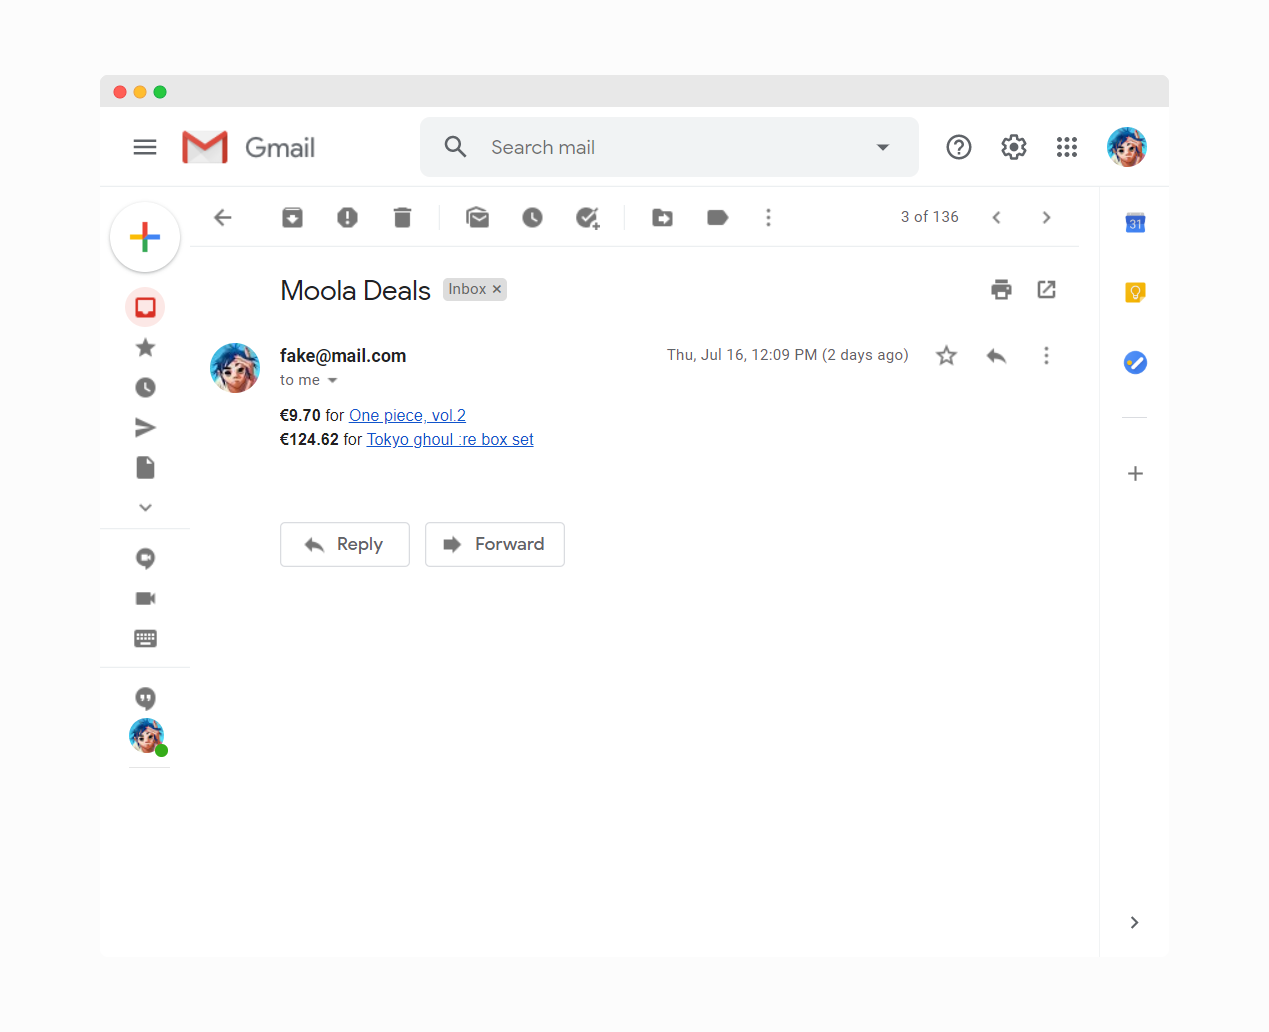 Gmail
Search mail
3 of 136
31
Moola Deals
Inbox ×
fake@mail.com
Thu, Jul 16, 12:09 PM (2 days ago)
to me
€9.70 for One piece, vol.2
€124.62 for Tokyo ghoul :re box set
Reply
Forward